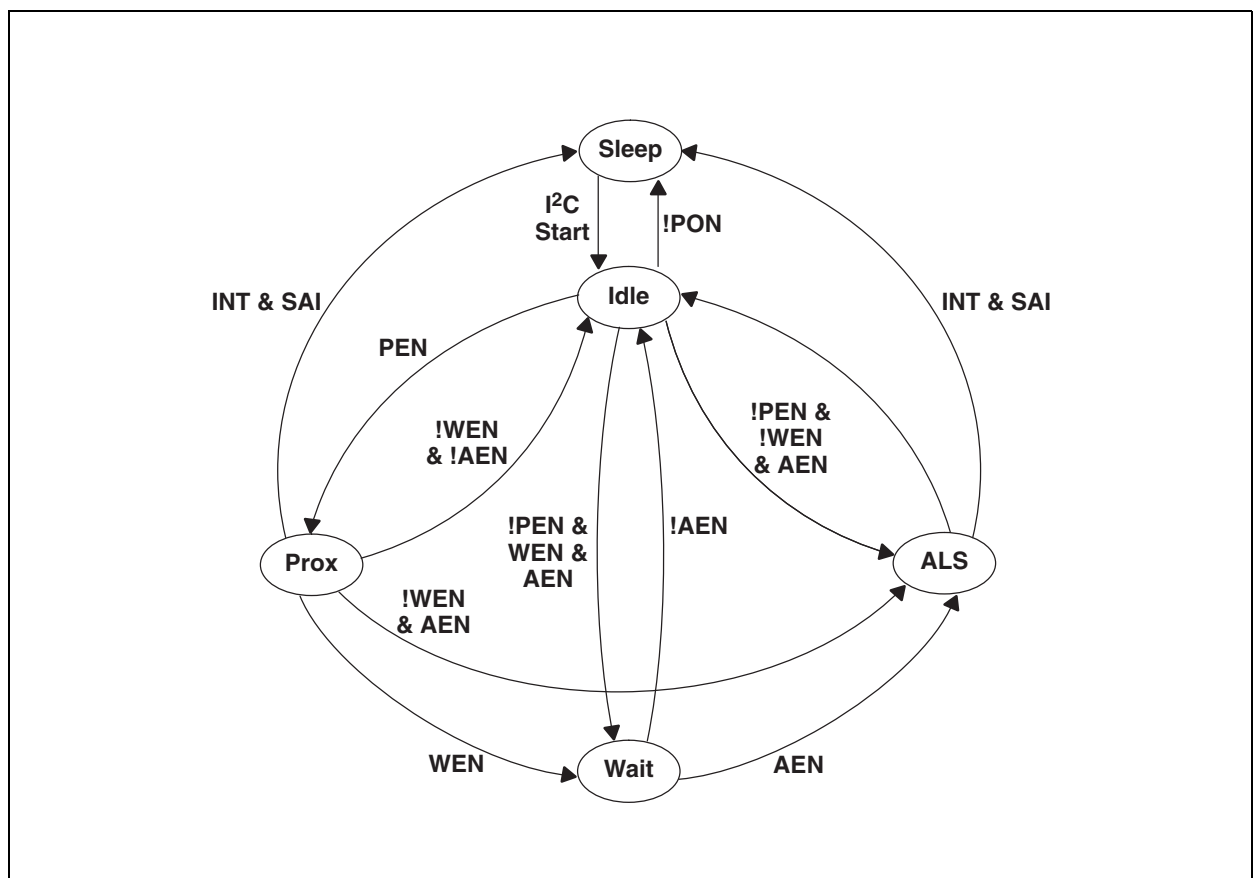 Sleep
I²C
Start
!PON
Idle
INT & SAI
INT & SAI
PEN
!WEN
& !AEN
!PEN &
!WEN
& AEN
!PEN &
WEN &
AEN
!AEN
Prox
ALS
!WEN
& AEN
WEN
Wait
AEN